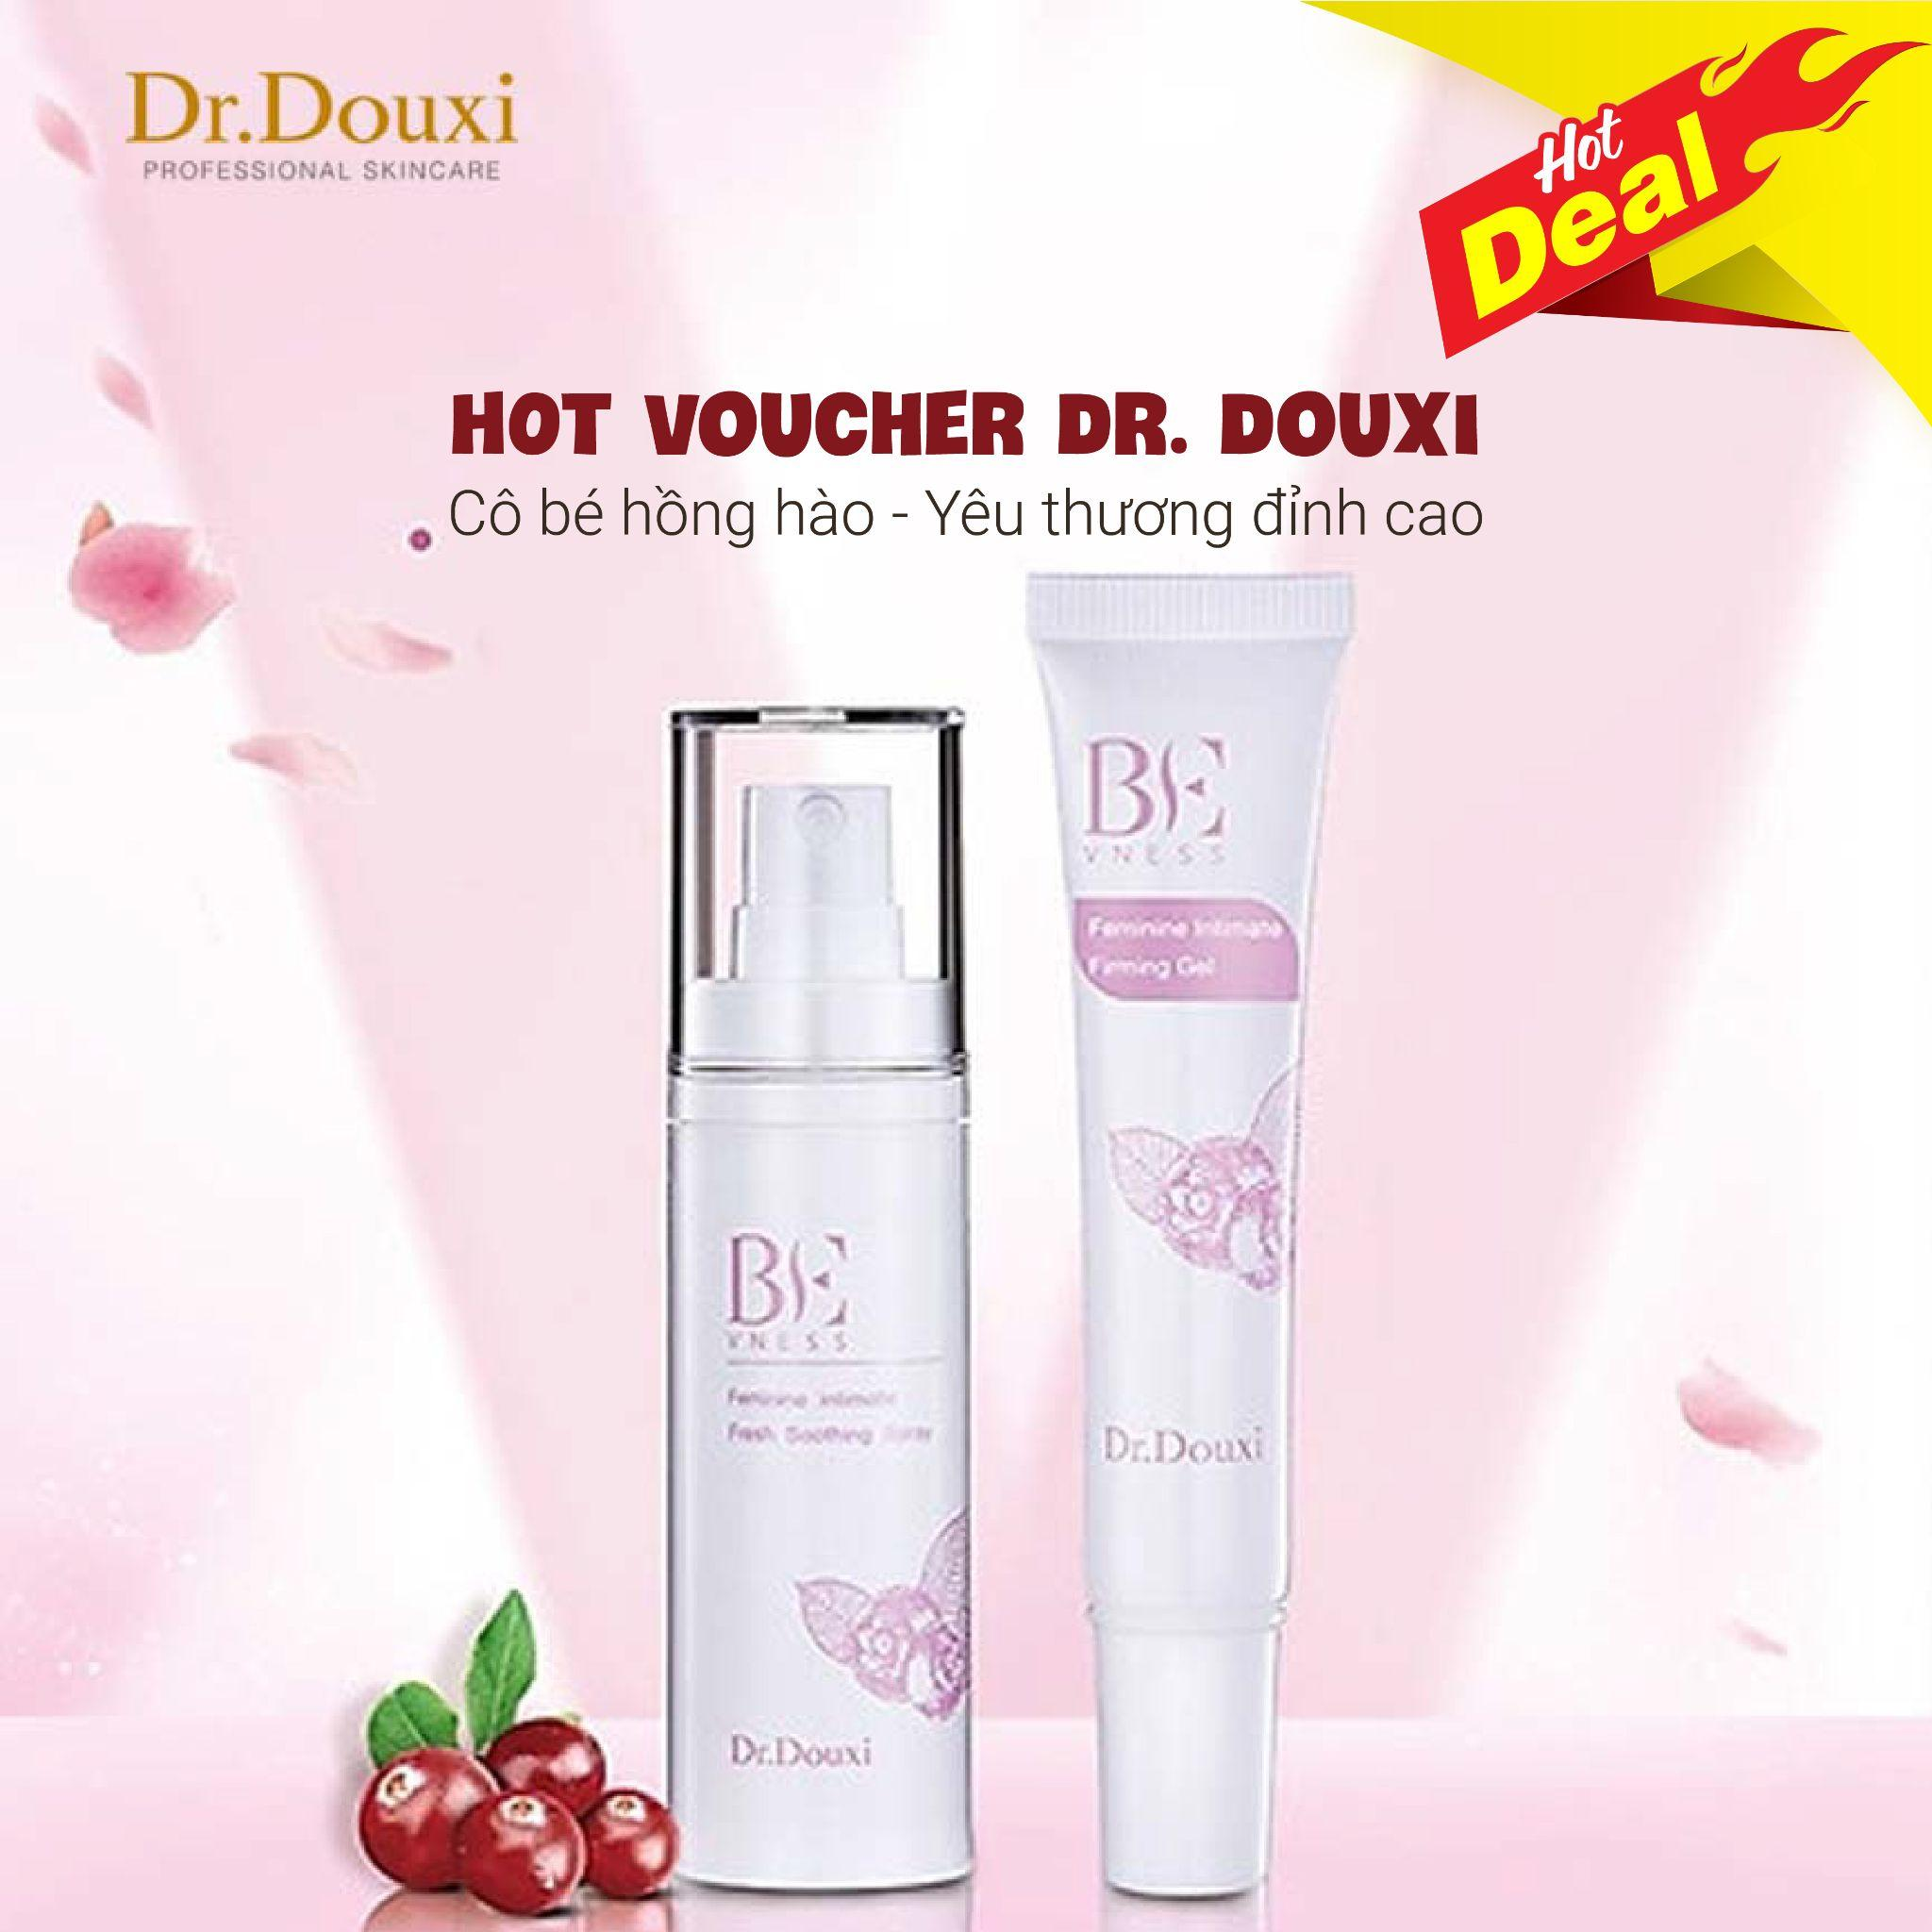 Dr.Douxi
PROFESSIONAL SKINCARE
Hot
Deal
HOT VOUCHER DR. DOUXI
Cô bé hồng hào - Yêu thương đỉnh cao
BE
VNESS
Feminine Intimate
Firming Gel
Dr.Douxi
BE
VNESS
Feminine Intimate
Fresh Soothing Spray
Dr.Douxi